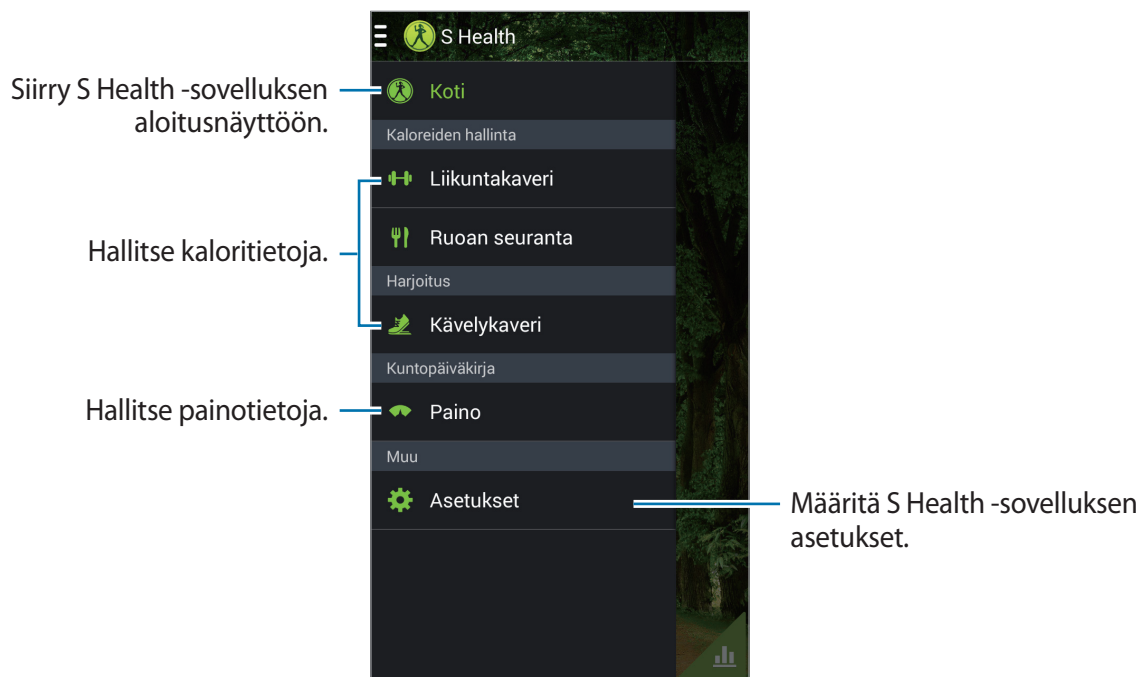 S Health
Siirry S Health -sovelluksen
aloitusnäyttöön.
Koti
Kaloreiden hallinta
Liikuntakaveri
Hallitse kaloritietoja.
Ruoan seuranta
Harjoitus
Kävelykaveri
Kuntopäiväkirja
Hallitse painotietoja.
Paino
Muu
Asetukset
Määritä S Health -sovelluksen
asetukset.